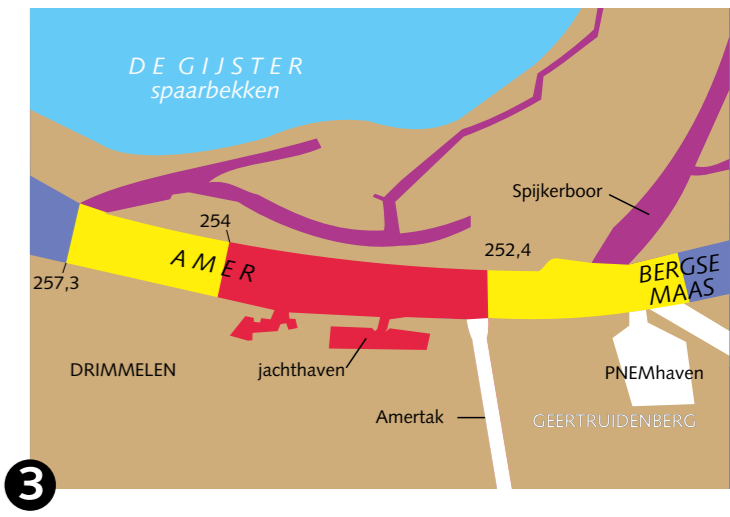 DE GIJSTER
spaarbekken
Spijkerboor
254
252,4
AMER
BERGSE
MAAS
257,3
DRIMMELEN
jachthaven
PNEMhaven
Amertak
GEERTRUIDENBERG
3